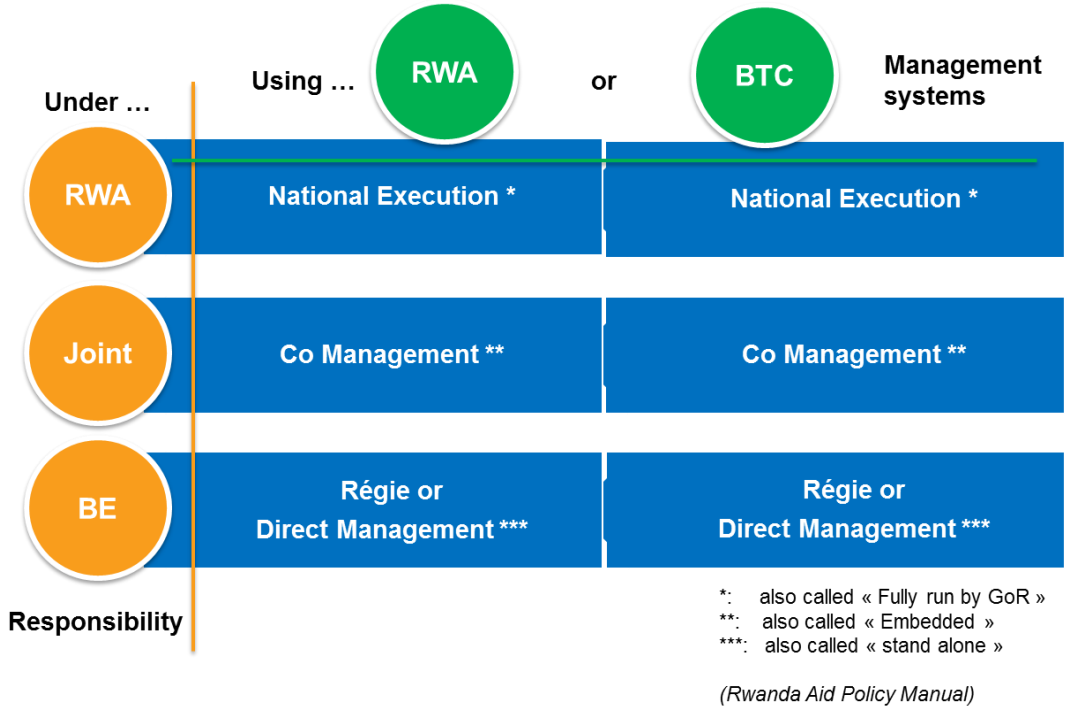 Under …
Using …
RWA
or
BTC
Management
systems
RWA
National Execution *
National Execution *
Joint
Co Management **
Co Management **
BE
Régie or
Direct Management ***
Régie or
Direct Management ***
Responsibility
*: also called « Fully run by GoR »
**: also called « Embedded »
***: also called « stand alone »
(Rwanda Aid Policy Manual)